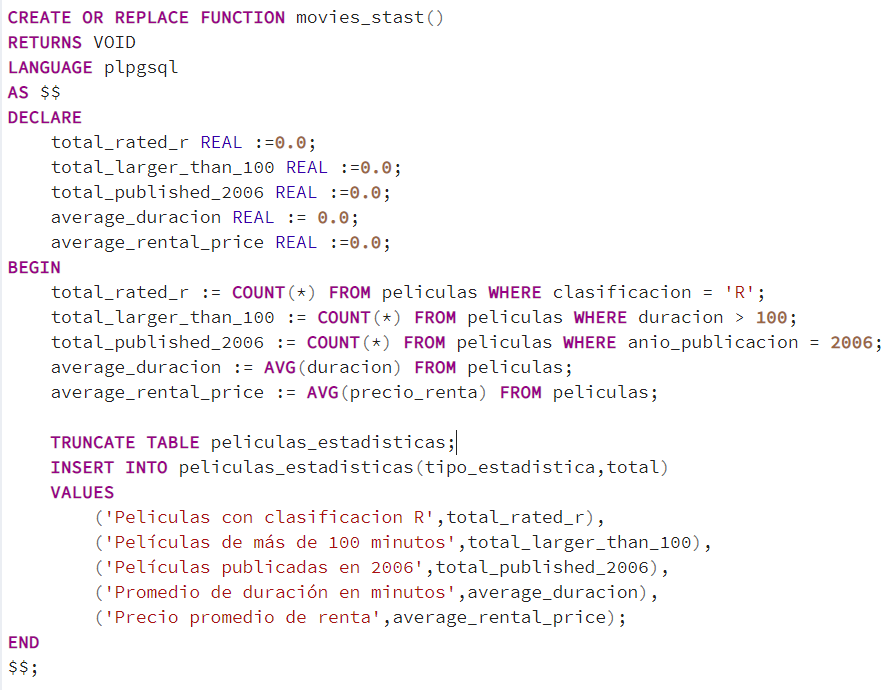 CREATE OR REPLACE FUNCTION movies_stast()
RETURNS VOID
LANGUAGE plpgsql
AS $$
DECLARE
    total_rated_r REAL :=0.0;
    total_larger_than_100 REAL :=0.0;
    total_published_2006 REAL :=0.0;
    average_duracion REAL := 0.0;
    average_rental_price REAL :=0.0;
BEGIN
    total_rated_r := COUNT(*) FROM peliculas WHERE clasificacion = 'R';
    total_larger_than_100 := COUNT(*) FROM peliculas WHERE duracion > 100;
    total_published_2006 := COUNT(*) FROM peliculas WHERE anio_publicacion = 2006;
    average_duracion := AVG(duracion) FROM peliculas;
    average_rental_price := AVG(precio_renta) FROM peliculas;

    TRUNCATE TABLE peliculas_estadisticas;
    INSERT INTO peliculas_estadisticas(tipo_estadistica,total)
    VALUES
        ('Peliculas con clasificacion R',total_rated_r),
        ('Películas de más de 100 minutos',total_larger_than_100),
        ('Películas publicadas en 2006',total_published_2006),
        ('Promedio de duración en minutos',average_duracion),
        ('Precio promedio de renta',average_rental_price);
END
$$;